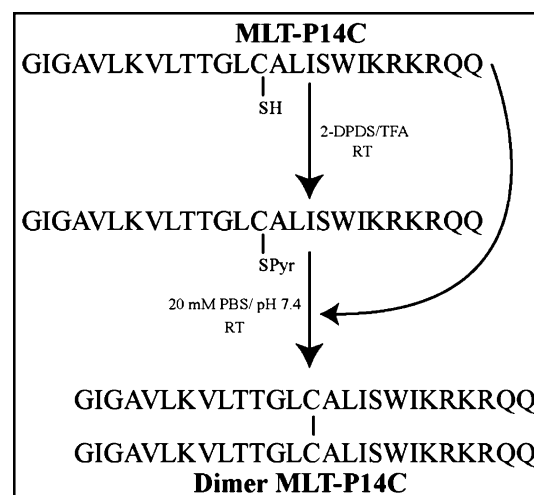 MLT-P14C
GIGAVLKVLTTGLCALISWIKRKRQQ
SH
2-DPDS/TFA
RT
GIGAVLKVLTTGLCALISWIKRKRQQ
SPyr
20 mM PBS/ pH 7.4
RT
GIGAVLKVLTTGLCALISWIKRKRQQ
GIGAVLKVLTTGLCALISWIKRKRQQ
Dimer MLT-P14C